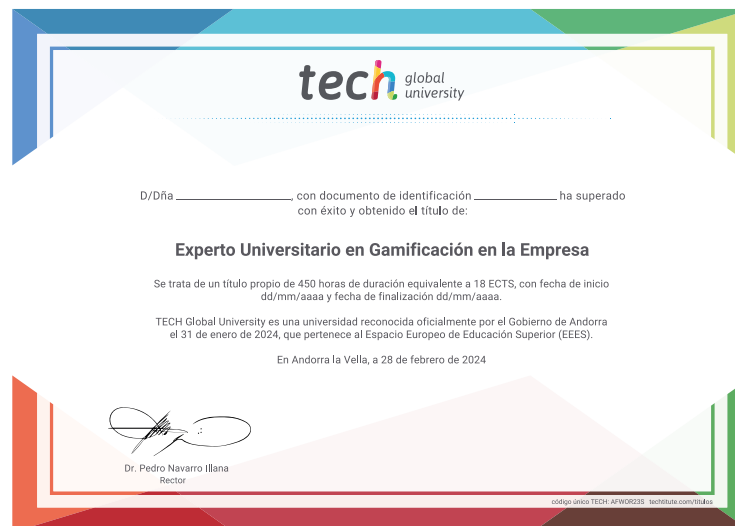 tech global university
D/Dña ____________________, con documento de identificación ______________ ha superado
con éxito y obtenido el título de:
Experto Universitario en Gamificación en la Empresa
Se trata de un título propio de 450 horas de duración equivalente a 18 ECTS, con fecha de inicio
dd/mm/aaaa y fecha de finalización dd/mm/aaaa.
TECH Global University es una universidad reconocida oficialmente por el Gobierno de Andorra
el 31 de enero de 2024, que pertenece al Espacio Europeo de Educación Superior (EEES).
En Andorra la Vella, a 28 de febrero de 2024
Dr. Pedro Navarro Illana
Rector
código único TECH: AFWOR23S techtitute.com/titulos